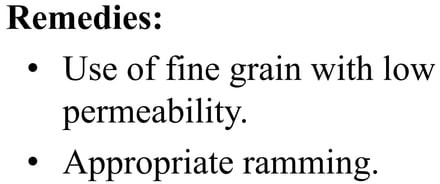 Remedies:
• Use of fine grain with low
permeability.
• Appropriate ramming.